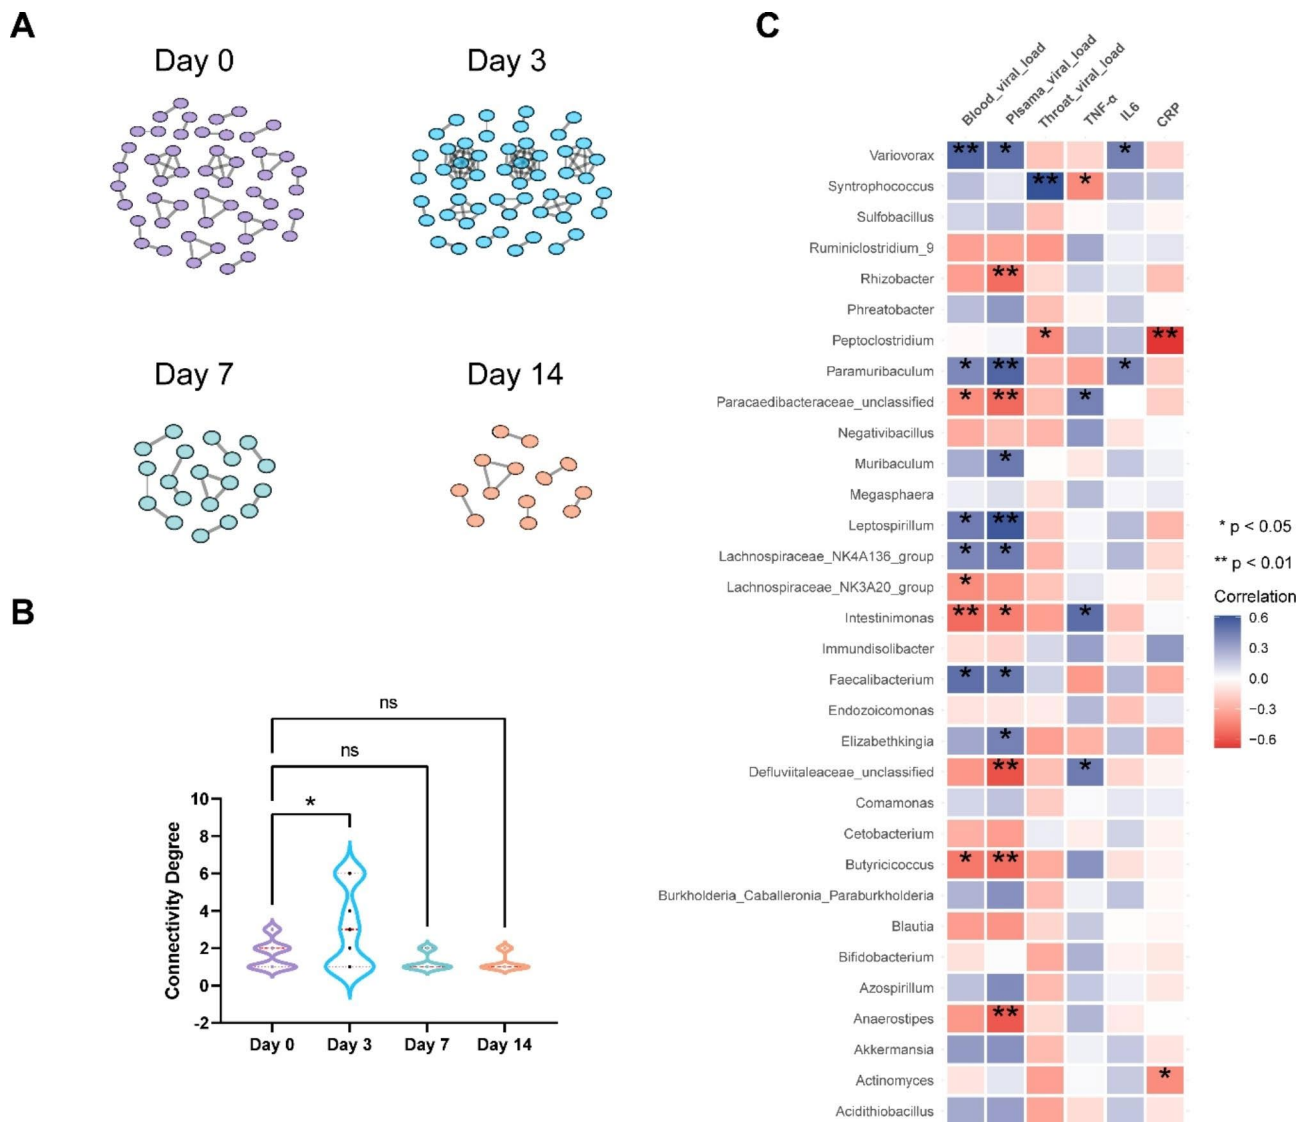 A
Day 0
Day 3
Day 7
Day 14
B
ns
ns
*
Connectivity Degree
10
8
6
4
2
0
-2
Day 0
Day 3
Day 7
Day 14
C
Blood_viral_load
Plsama_viral_load
Throat_viral_load
TNF-α
IL6
CRP
Variovorax ** * *
Syntrophococcus ** *
Sulfobacillus
Ruminiclostridium_9
Rhizobacter **
Phreatobacter
Peptoclostridium * **
Paramuribaculum * ** *
Paracaedibacteraceae_unclassified * ** *
Negativibacillus
Muribaculum *
Megasphaera
Leptospirillum * **
Lachnospiraceae_NK4A136_group * *
Lachnospiraceae_NK3A20_group *
Intestinimonas ** * *
Immundisolibacter
Faecalibacterium * *
Endozoicomonas
Elizabethkingia *
Defluviitaleaceae_unclassified ** *
Comamonas
Cetobacterium
Butyricicoccus * **
Burkholderia_Caballeronia_Paraburkholderia
Blautia
Bifidobacterium
Azospirillum
Anaerostipes **
Akkermansia
Actinomyces *
Acidithiobacillus
* p < 0.05
** p < 0.01
Correlation
0.6
0.3
0.0
−0.3
−0.6